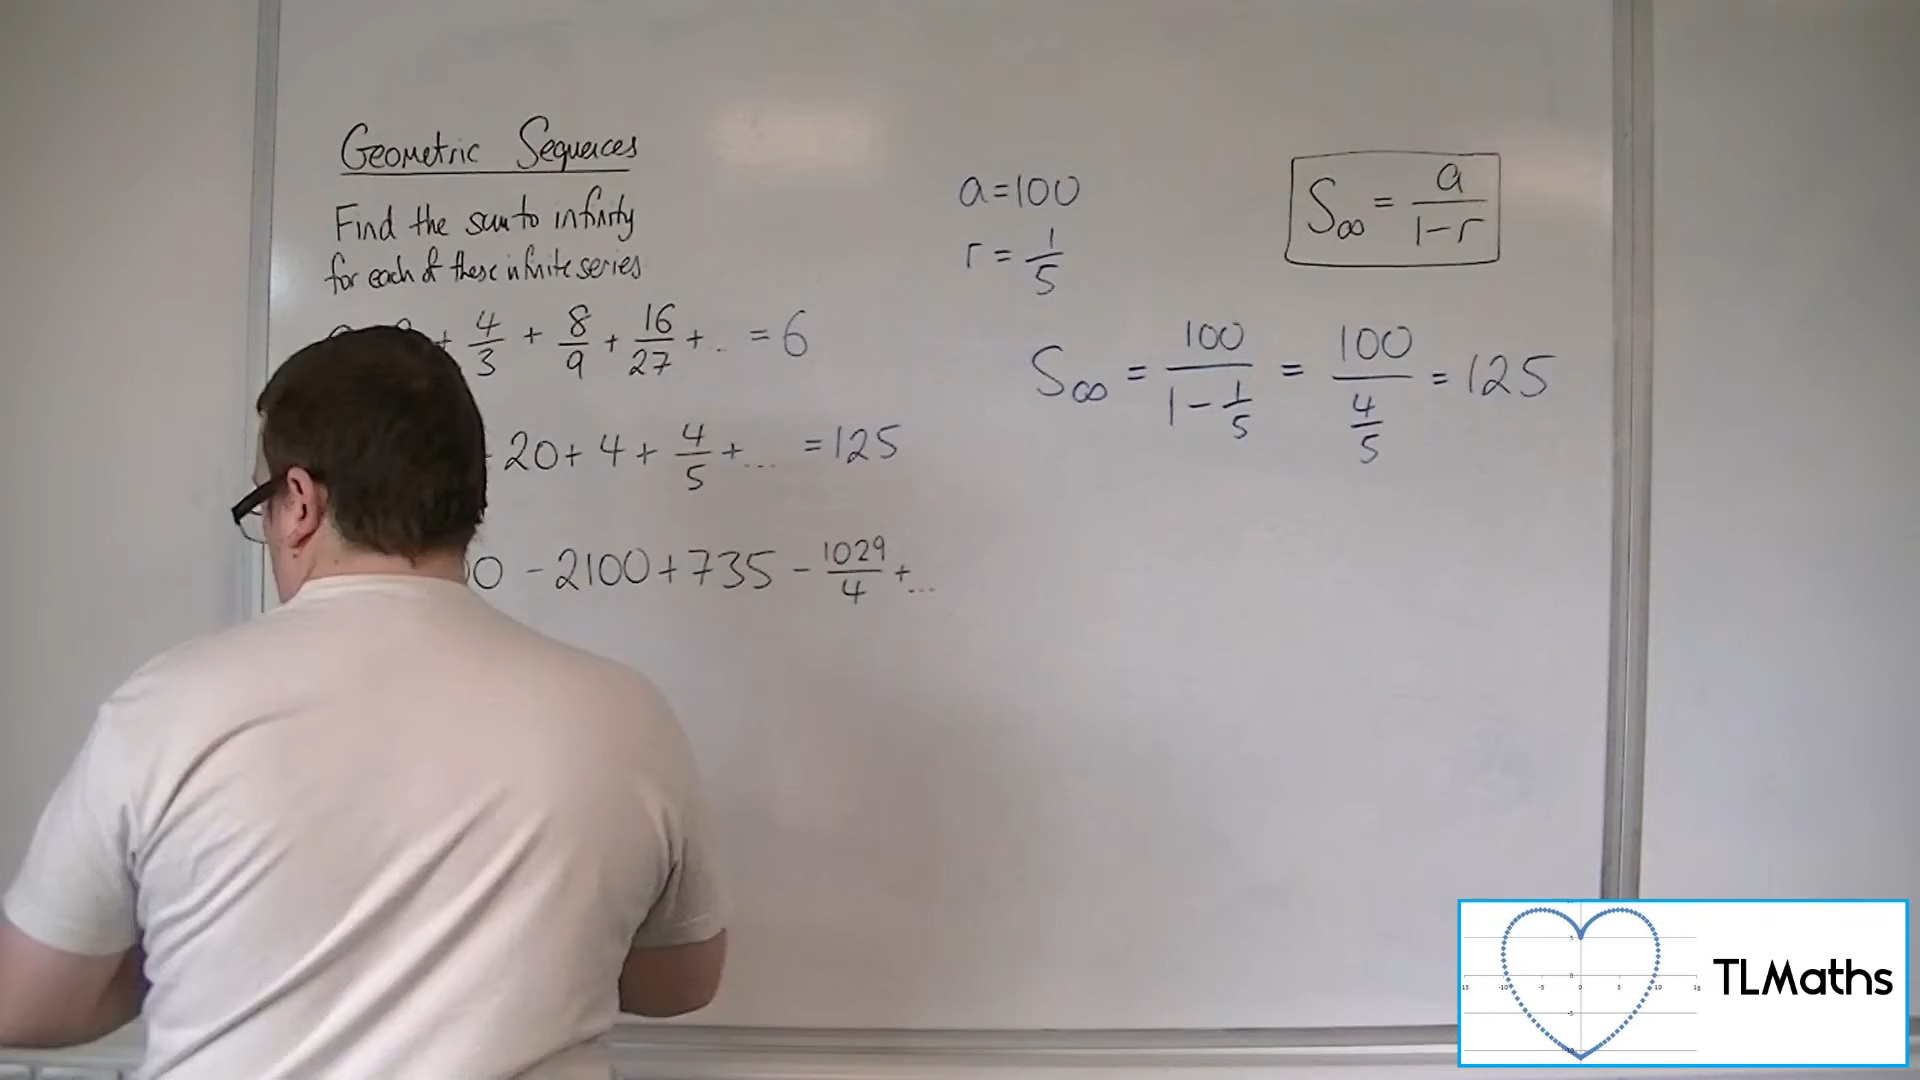 Geometric Sequences
Find the sum to infinity
for each of these infinite series
+ 4/3 + 8/9 + 16/27 + ... = 6
20 + 4 + 4/5 + ... = 125
0 - 2100 + 735 - 1029/4 + ...
a = 100
r = 1/5
S∞ = a/(1-r)
S∞ = 100/(1 - 1/5) = 100/(4/5) = 125
TLMaths